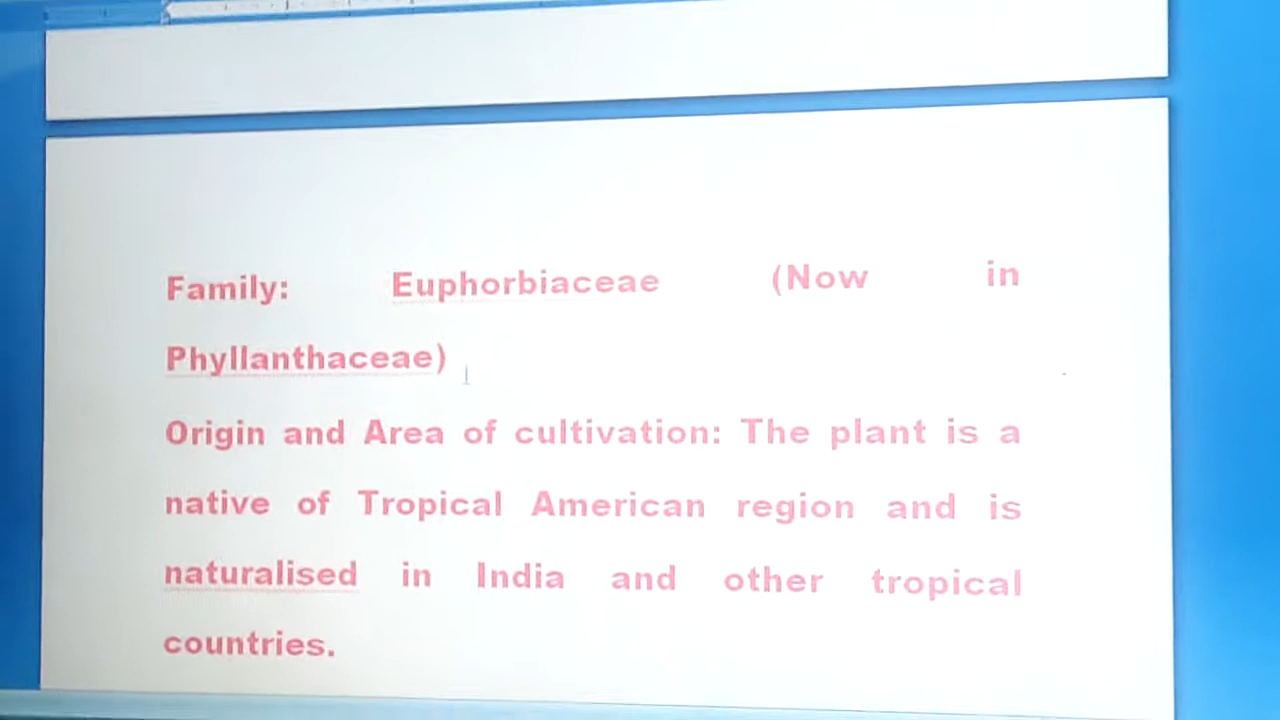 Family: Euphorbiaceae (Now in
Phyllanthaceae)
Origin and Area of cultivation: The plant is a
native of Tropical American region and is
naturalised in India and other tropical
countries.